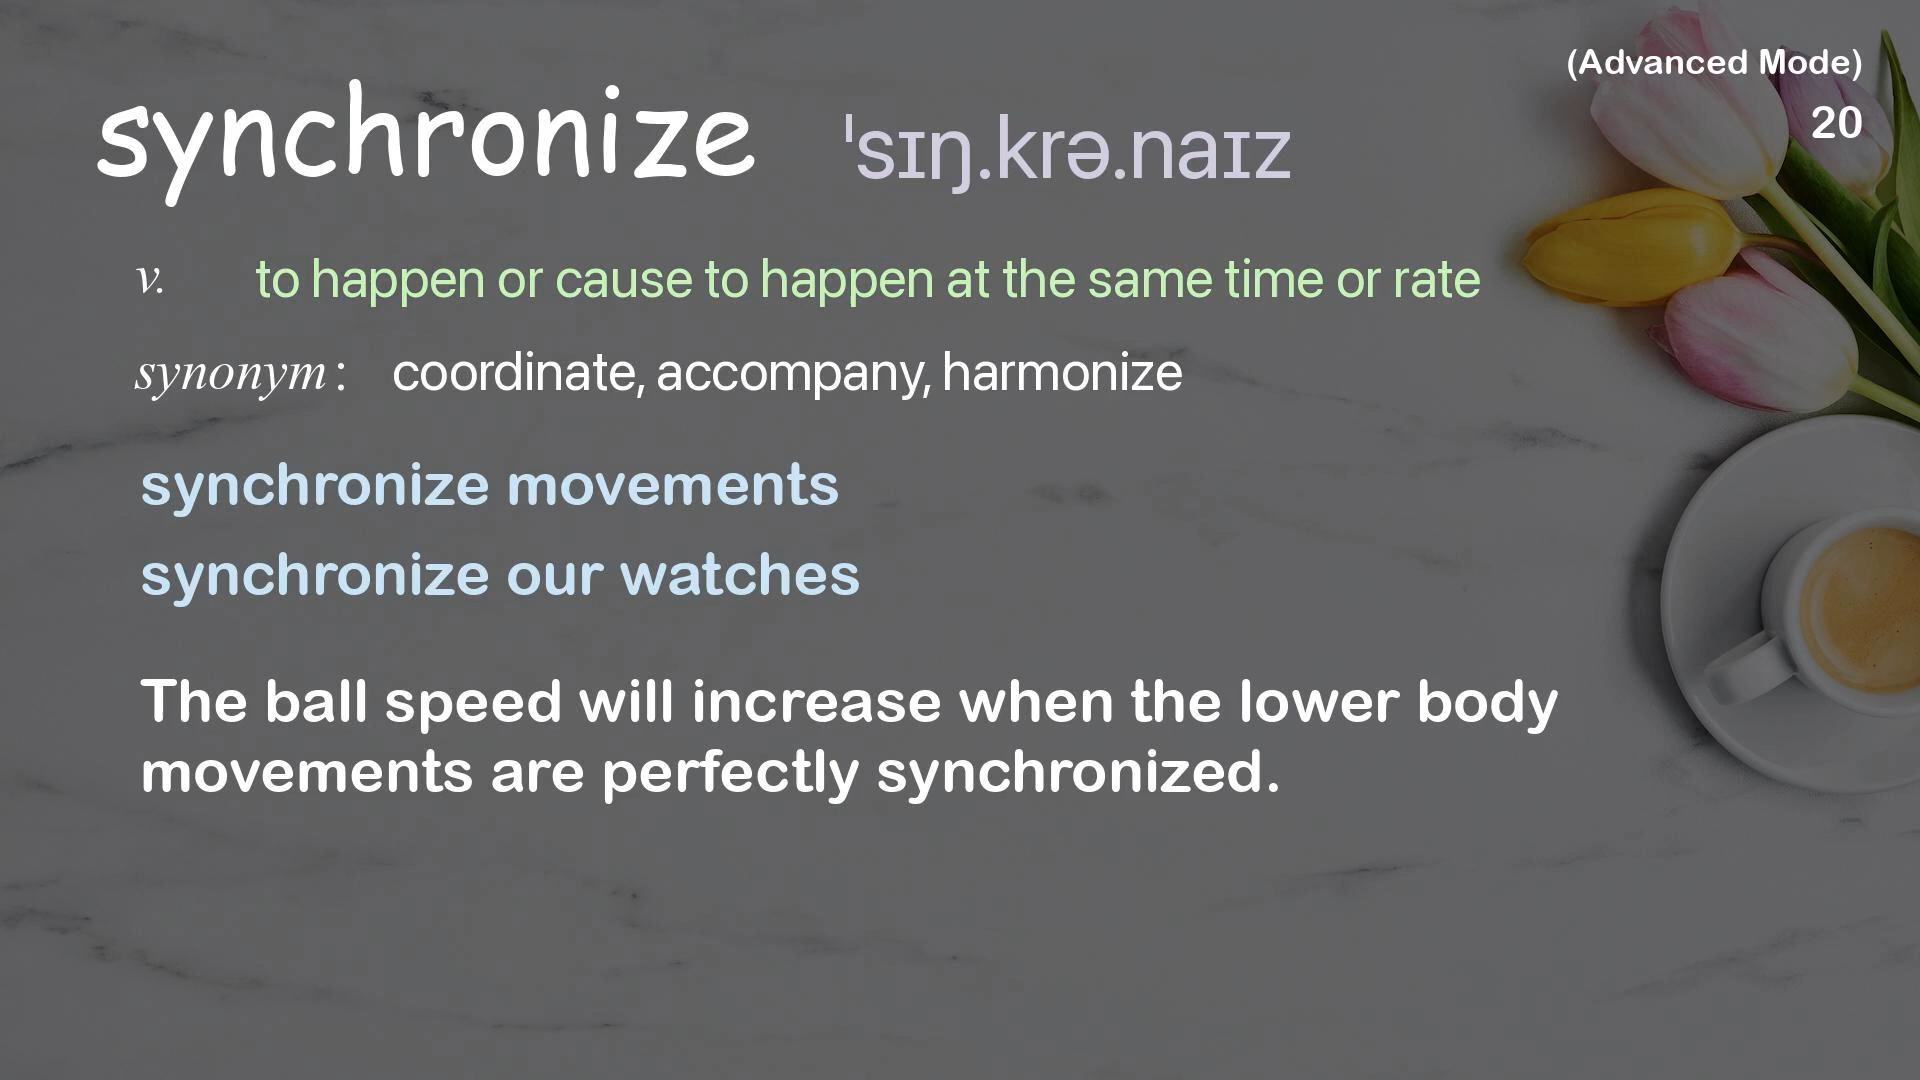 (Advanced Mode)
20
synchronize ˈsɪŋ.krə.naɪz
v. to happen or cause to happen at the same time or rate
synonym : coordinate, accompany, harmonize
synchronize movements
synchronize our watches
The ball speed will increase when the lower body
movements are perfectly synchronized.